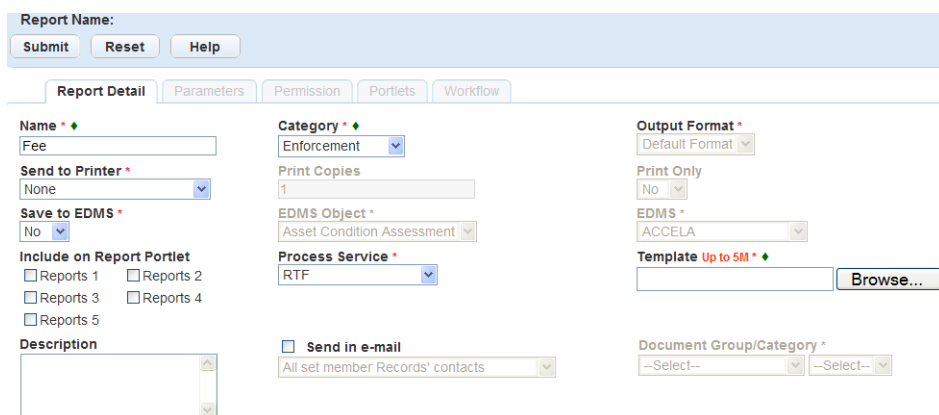 Report Name:
Submit Reset Help
Report Detail Parameters Permission Portlets Workflow
Name * ♦ Category * ♦ Output Format *
Fee Enforcement Default Format
Send to Printer * Print Copies Print Only
None 1 No
Save to EDMS * EDMS Object * EDMS *
No Asset Condition Assessment ACCELA
Include on Report Portlet Process Service * Template Up to 5M * ♦
Reports 1 Reports 2 RTF Browse...
Reports 3 Reports 4
Reports 5
Description Send in e-mail Document Group/Category *
All set member Records' contacts --Select-- --Select--